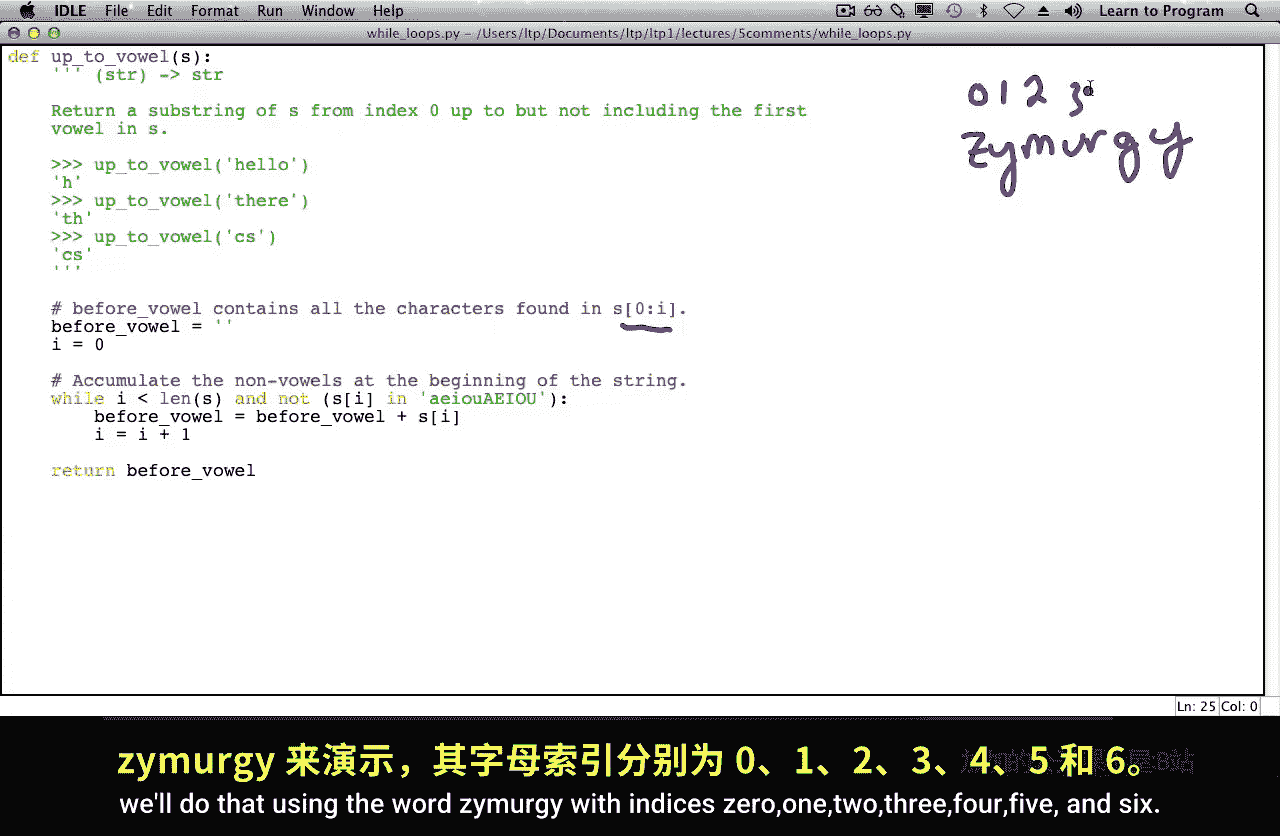 IDLE File Edit Format Run Window Help Learn to Program
while_loops.py – /Users/ltp/Documents/ltp/ltp1/lectures/5comments/while_loops.py
def up_to_vowel(s):
''' (str) -> str
Return a substring of s from index 0 up to but not including the first
vowel in s.
>>> up_to_vowel('hello')
'h'
>>> up_to_vowel('there')
'th'
>>> up_to_vowel('cs')
'cs'
'''
# before_vowel contains all the characters found in s[0:i].
before_vowel = ''
i = 0
# Accumulate the non-vowels at the beginning of the string.
while i < len(s) and not (s[i] in 'aeiouAEIOU'):
before_vowel = before_vowel + s[i]
i = i + 1
return before_vowel
0 1 2 3
zymurgy
Ln: 25 Col: 0
zymurgy 来演示，其字母索引分别为 0、1、2、3、4、5 和 6。
we'll do that using the word zymurgy with indices zero,one,two,three,four,five, and six.